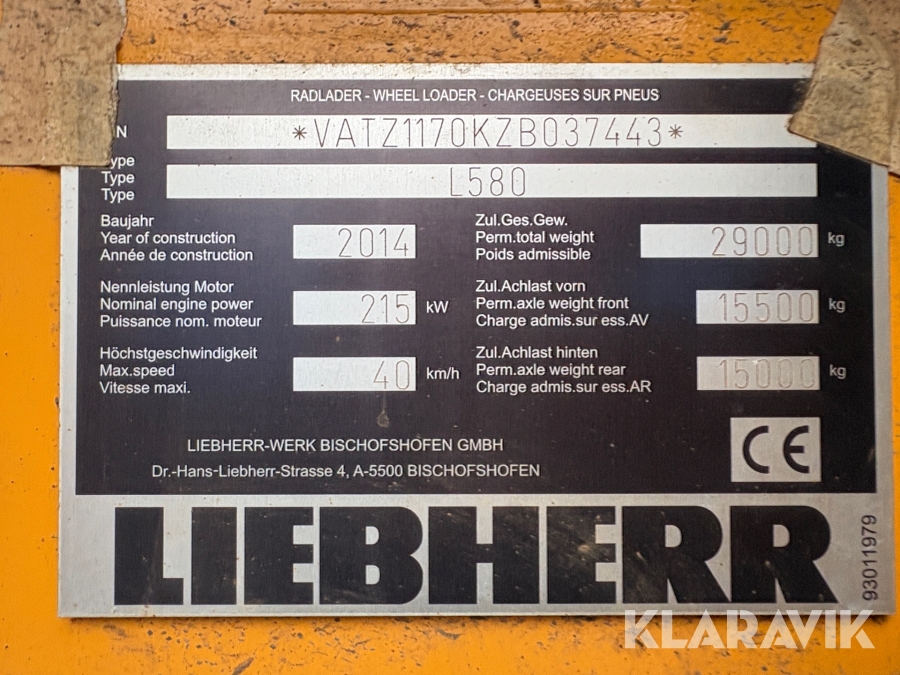 RADLADER - WHEEL LOADER - CHARGEUSES SUR PNEUS
*VATZ1170KZB037443*
Type
Type L580
Type
Baujahr
Year of construction 2014
Année de construction
Zul.Ges.Gew.
Perm.total weight 29000 kg
Poids admissible
Nennleistung Motor
Nominal engine power 215 kW
Puissance nom. moteur
Zul.Achlast vorn
Perm.axle weight front 15500 kg
Charge admis.sur ess.AV
Höchstgeschwindigkeit
Max.speed 40 km/h
Vitesse maxi.
Zul.Achlast hinten
Perm.axle weight rear 15000 kg
Charge admis.sur ess.AR
LIEBHERR-WERK BISCHOFSHOFEN GMBH
Dr.-Hans-Liebherr-Strasse 4, A-5500 BISCHOFSHOFEN
CE
LIEBHERR
93011979
KLARAVIK